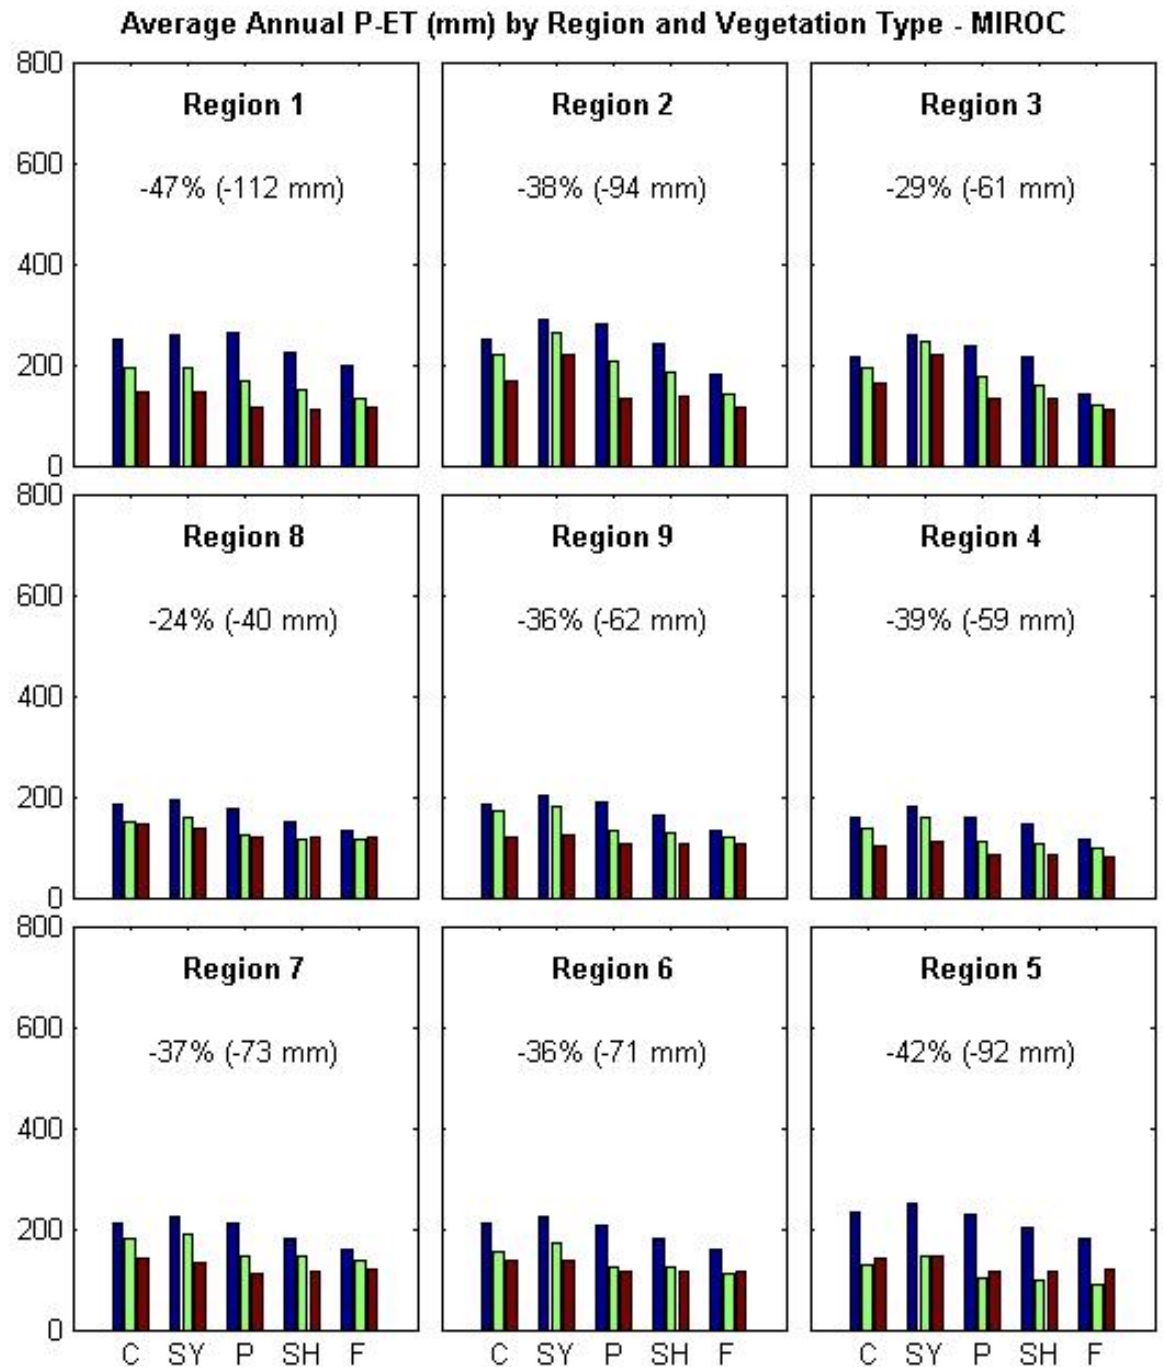 Average Annual P-ET (mm) by Region and Vegetation Type - MIROC
800
600
400
200
0
Region 1
-47% (-112 mm)
Region 2
-38% (-94 mm)
Region 3
-29% (-61 mm)
800
600
400
200
0
Region 8
-24% (-40 mm)
Region 9
-36% (-62 mm)
Region 4
-39% (-59 mm)
800
600
400
200
0
Region 7
-37% (-73 mm)
Region 6
-36% (-71 mm)
Region 5
-42% (-92 mm)
C SY P SH F
C SY P SH F
C SY P SH F